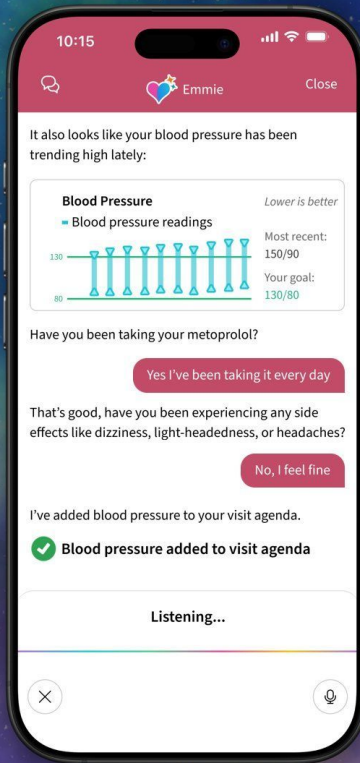 10:15
Emmie
Close
It also looks like your blood pressure has been
trending high lately:
Blood Pressure
Lower is better
Blood pressure readings
Most recent:
150/90
130
Your goal:
130/80
80
Have you been taking your metoprolol?
Yes I've been taking it every day
That's good, have you been experiencing any side
effects like dizziness, light-headedness, or headaches?
No, I feel fine
I've added blood pressure to your visit agenda.
Blood pressure added to visit agenda
Listening...